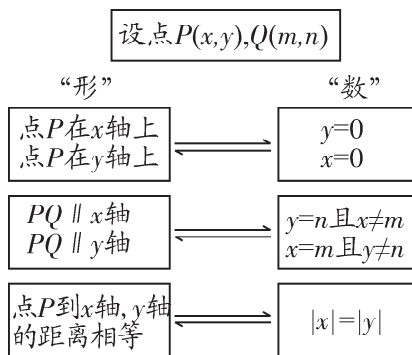 设点P(x,y),Q(m,n)
“形” “数”
点P在x轴上
点P在y轴上
y=0
x=0
PQ∥x轴
PQ∥y轴
y=n且x≠m
x=m且y≠n
点P到x轴,y轴
的距离相等
|x|=|y|